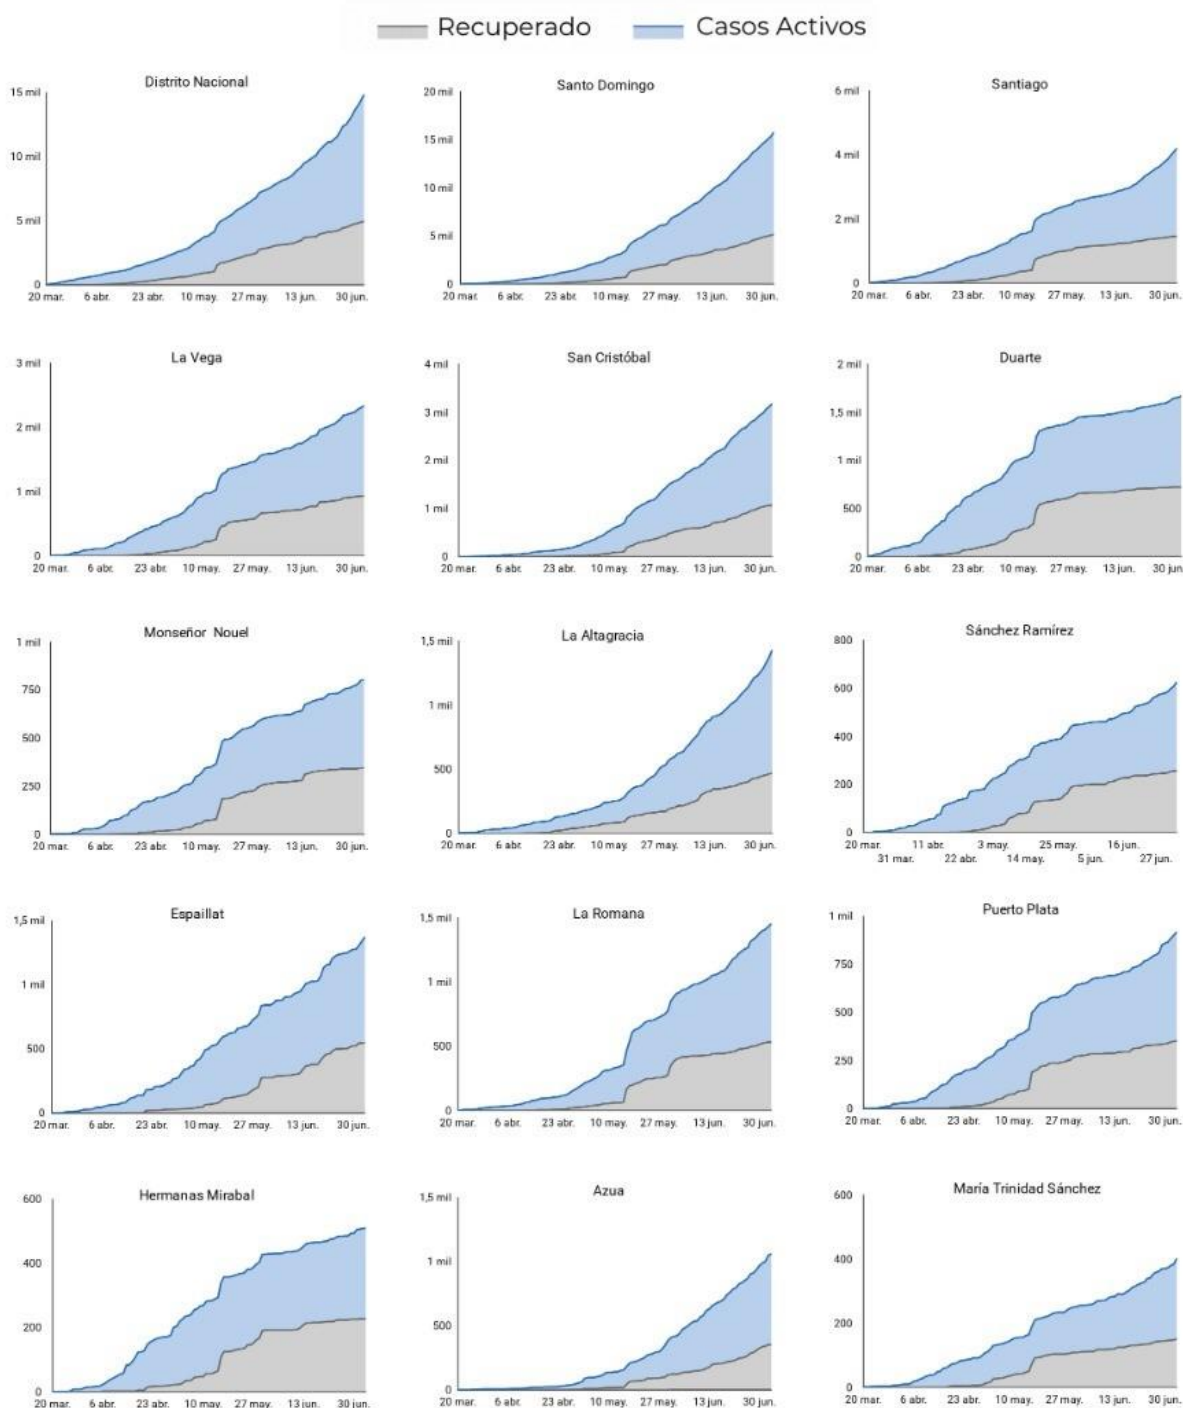 Recuperado Casos Activos
Distrito Nacional
15 mil
10 mil
5 mil
0
20 mar. 6 abr. 23 abr. 10 may. 27 may. 13 jun. 30 jun.
Santo Domingo
20 mil
15 mil
10 mil
5 mil
0
20 mar. 6 abr. 23 abr. 10 may. 27 may. 13 jun. 30 jun.
Santiago
6 mil
4 mil
2 mil
0
20 mar. 6 abr. 23 abr. 10 may. 27 may. 13 jun. 30 jun.
La Vega
3 mil
2 mil
1 mil
0
20 mar. 6 abr. 23 abr. 10 may. 27 may. 13 jun. 30 jun.
San Cristóbal
4 mil
3 mil
2 mil
1 mil
0
20 mar. 6 abr. 23 abr. 10 may. 27 may. 13 jun. 30 jun.
Duarte
2 mil
1,5 mil
1 mil
500
0
20 mar. 6 abr. 23 abr. 10 may. 27 may. 13 jun. 30 jun.
Monseñor Nouel
1 mil
750
500
250
0
20 mar. 6 abr. 23 abr. 10 may. 27 may. 13 jun. 30 jun.
La Altagracia
1,5 mil
1 mil
500
0
20 mar. 6 abr. 23 abr. 10 may. 27 may. 13 jun. 30 jun.
Sánchez Ramírez
800
600
400
200
0
20 mar. 11 abr. 3 may. 25 may. 16 jun.
31 mar. 22 abr. 14 may. 5 jun. 27 jun.
Espaillat
1,5 mil
1 mil
500
0
20 mar. 6 abr. 23 abr. 10 may. 27 may. 13 jun. 30 jun.
La Romana
1,5 mil
1 mil
500
0
20 mar. 6 abr. 23 abr. 10 may. 27 may. 13 jun. 30 jun.
Puerto Plata
1 mil
750
500
250
0
20 mar. 6 abr. 23 abr. 10 may. 27 may. 13 jun. 30 jun.
Hermanas Mirabal
600
400
200
0
20 mar. 6 abr. 23 abr. 10 may. 27 may. 13 jun. 30 jun.
Azua
1,5 mil
1 mil
500
0
20 mar. 6 abr. 23 abr. 10 may. 27 may. 13 jun. 30 jun.
María Trinidad Sánchez
600
400
200
0
20 mar. 6 abr. 23 abr. 10 may. 27 may. 13 jun. 30 jun.